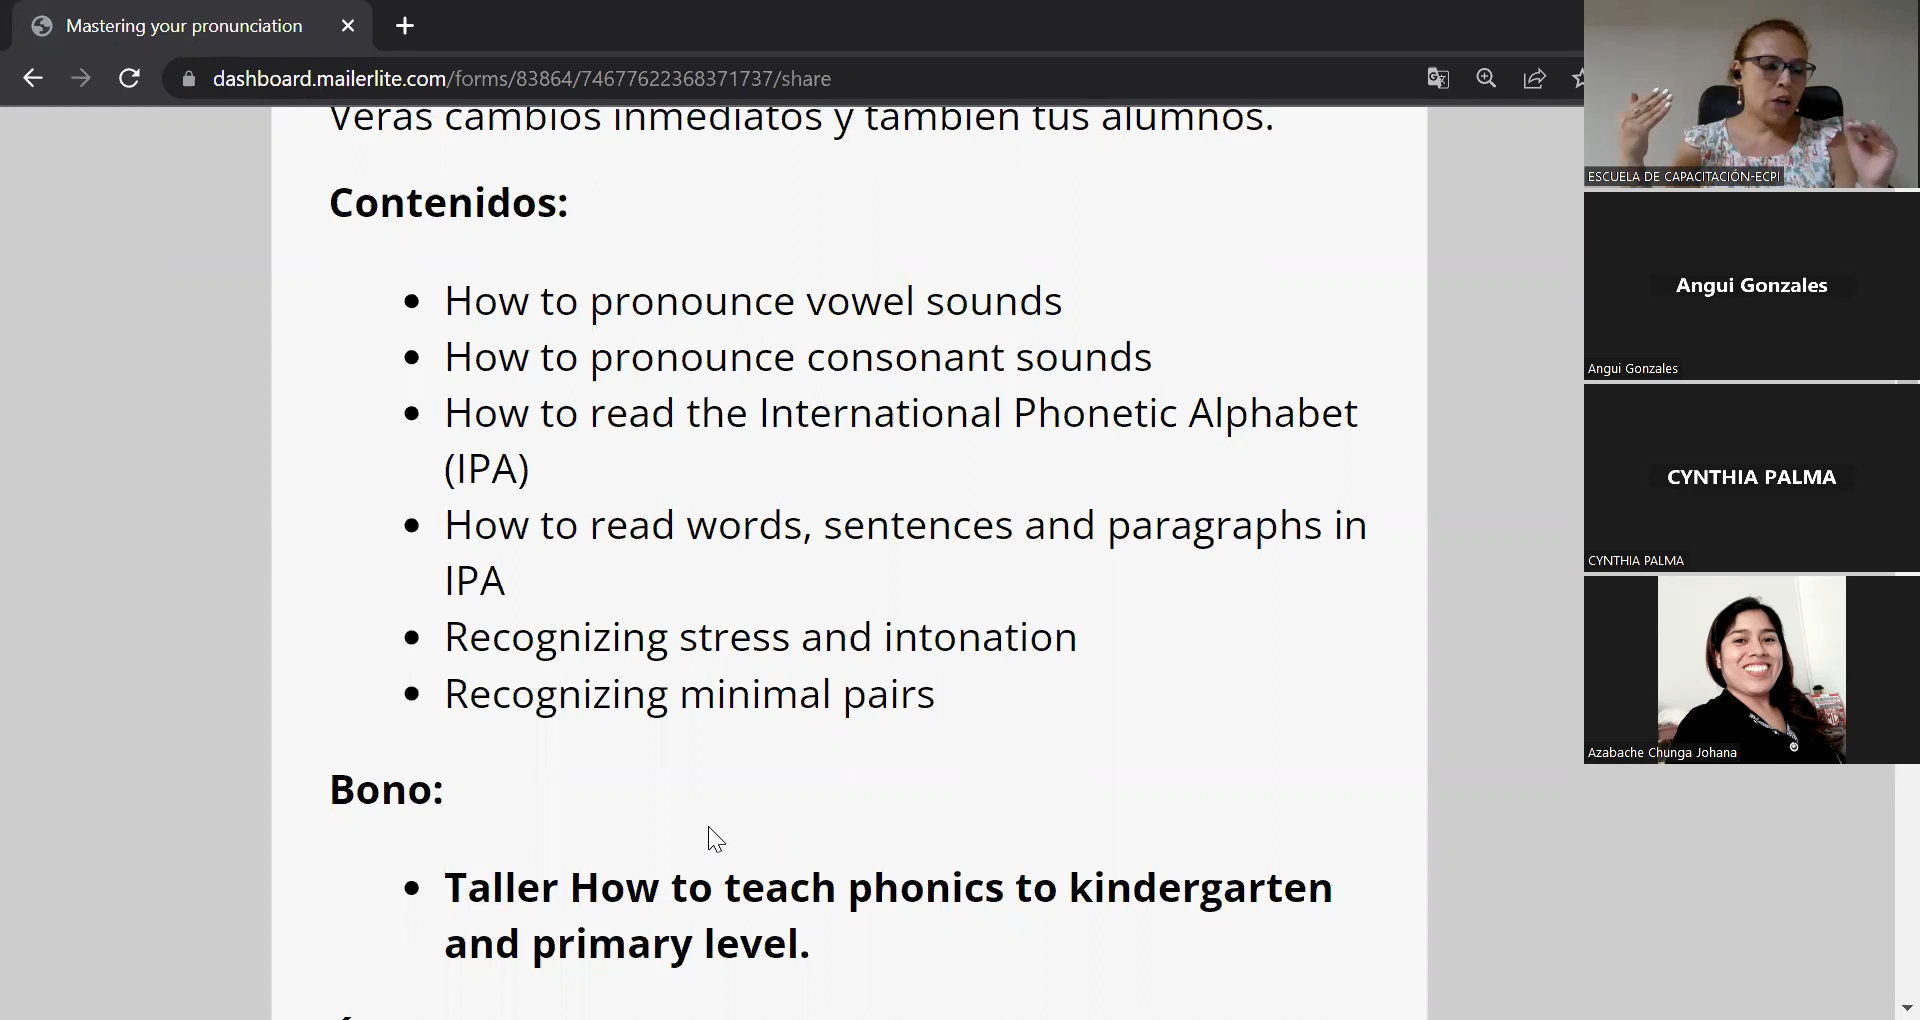 Mastering your pronunciation
dashboard.mailerlite.com/forms/83864/74677622368371737/share
Verás cambios inmediatos y también tus alumnos.
Contenidos:
• How to pronounce vowel sounds
• How to pronounce consonant sounds
• How to read the International Phonetic Alphabet
(IPA)
• How to read words, sentences and paragraphs in
IPA
• Recognizing stress and intonation
• Recognizing minimal pairs
Bono:
• Taller How to teach phonics to kindergarten
and primary level.
ESCUELA DE CAPACITACIÓN-ECPI
Angui Gonzales
Angui Gonzales
CYNTHIA PALMA
CYNTHIA PALMA
Azabache Chunga Johana